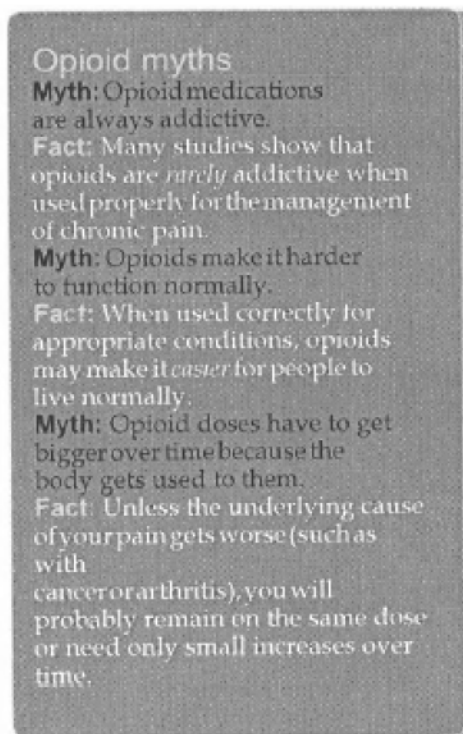 Opioid myths
Myth: Opioid medications
are always addictive.
Fact: Many studies show that
opioids are rarely addictive when
used properly for the management
of chronic pain.
Myth: Opioids make it harder
to function normally.
Fact: When used correctly for
appropriate conditions, opioids
may make it easier for people to
live normally.
Myth: Opioid doses have to get
bigger over time because the
body gets used to them.
Fact: Unless the underlying cause
of your pain gets worse (such as
with
cancer or arthritis), you will
probably remain on the same dose
or need only small increases over
time.